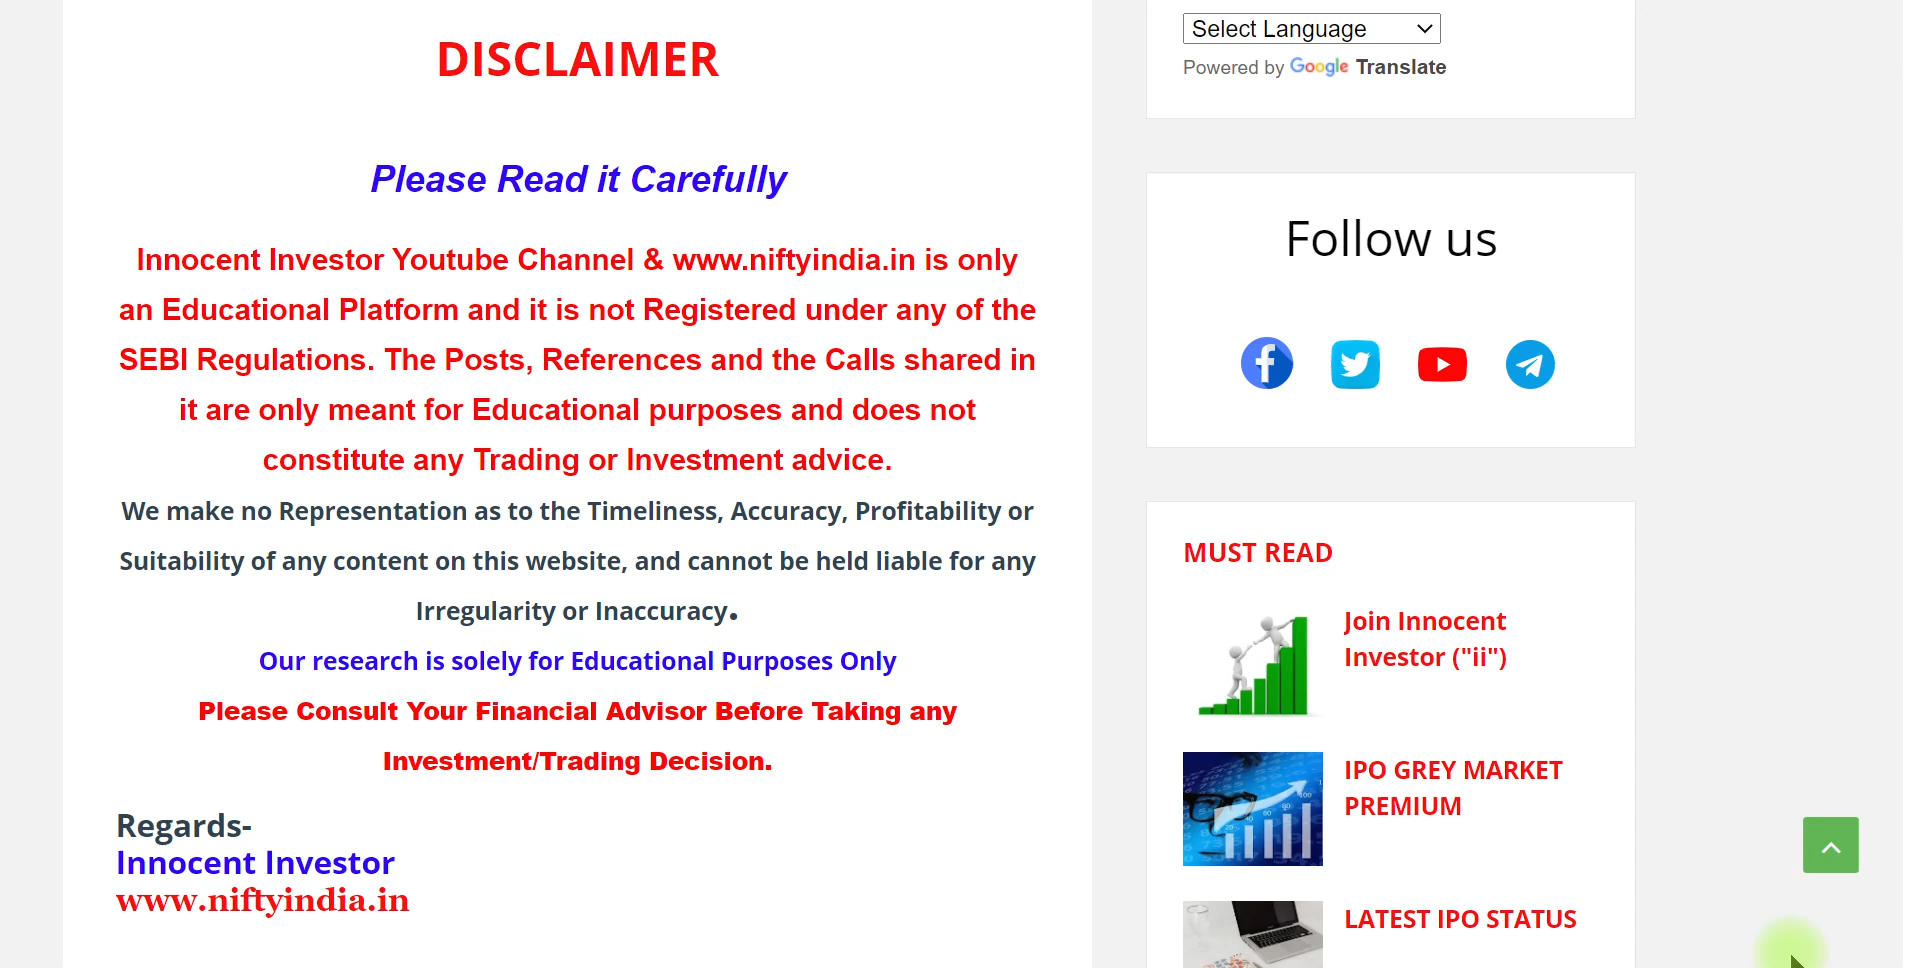 DISCLAIMER
Please Read it Carefully
Innocent Investor Youtube Channel & www.niftyindia.in is only
an Educational Platform and it is not Registered under any of the
SEBI Regulations. The Posts, References and the Calls shared in
it are only meant for Educational purposes and does not
constitute any Trading or Investment advice.
We make no Representation as to the Timeliness, Accuracy, Profitability or
Suitability of any content on this website, and cannot be held liable for any
Irregularity or Inaccuracy.
Our research is solely for Educational Purposes Only
Please Consult Your Financial Advisor Before Taking any
Investment/Trading Decision.
Regards-
Innocent Investor
www.niftyindia.in
Select Language
Powered by Google Translate
Follow us
MUST READ
Join Innocent
Investor ("ii")
IPO GREY MARKET
PREMIUM
20 40 60 80 100
LATEST IPO STATUS